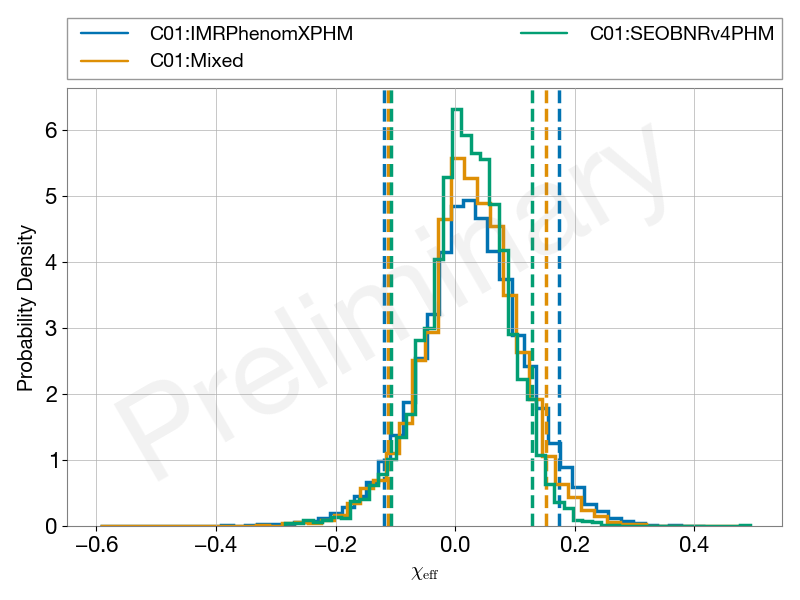 C01:IMRPhenomXPHM
C01:Mixed
C01:SEOBNRv4PHM
Preliminary
Probability Density
6
5
4
3
2
1
0
−0.6 −0.4 −0.2 0.0 0.2 0.4
χeff